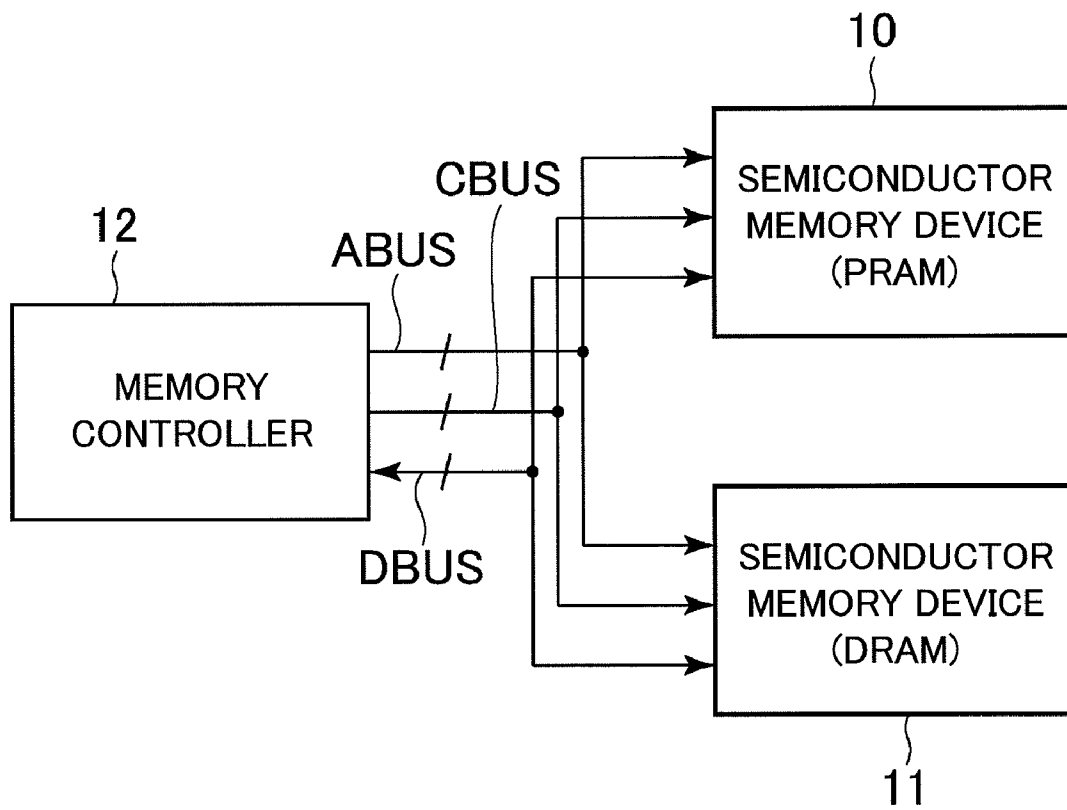 10
SEMICONDUCTOR
MEMORY DEVICE
(PRAM)
CBUS
12
ABUS
MEMORY
CONTROLLER
DBUS
SEMICONDUCTOR
MEMORY DEVICE
(DRAM)
11